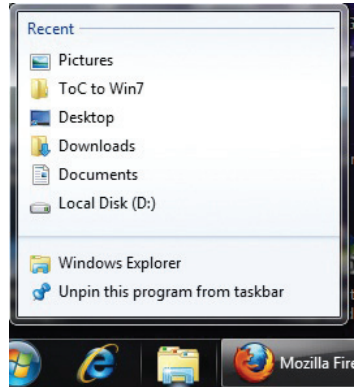 Recent
Pictures
ToC to Win7
Desktop
Downloads
Documents
Local Disk (D:)
Windows Explorer
Unpin this program from taskbar
Mozilla Fire